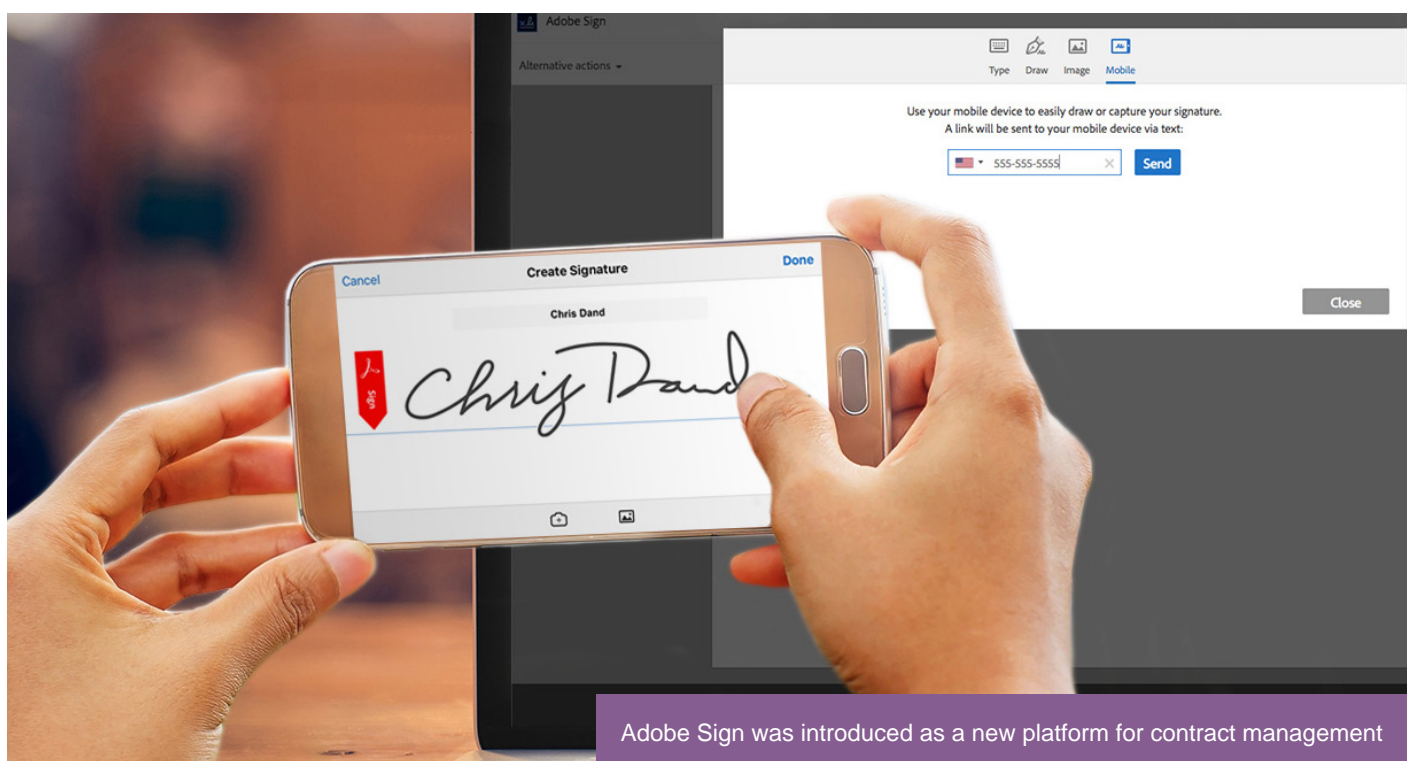 Adobe Sign
Alternative actions
Type Draw Image Mobile
Use your mobile device to easily draw or capture your signature.
A link will be sent to your mobile device via text:
555-555-5555
Send
Close
Cancel Create Signature Done
Chris Dand
Sign
Chris Dand
Adobe Sign was introduced as a new platform for contract management